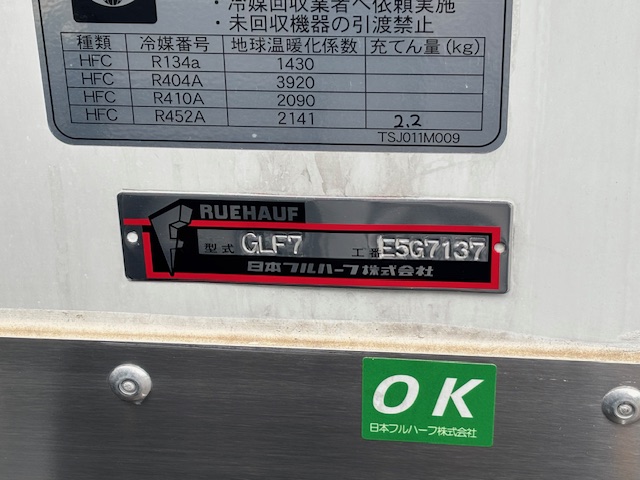 ・冷媒回収業者へ依頼実施
・未回収機器の引渡禁止
種類 冷媒番号 地球温暖化係数 充てん量(kg)
HFC R134a 1430
HFC R404A 3920
HFC R410A 2090
HFC R452A 2141 2.2
TSJ011M009
RUEHAUF
型式 GLF7 工番 E5G7137
日本フルハーフ株式会社
OK
日本フルハーフ株式会社